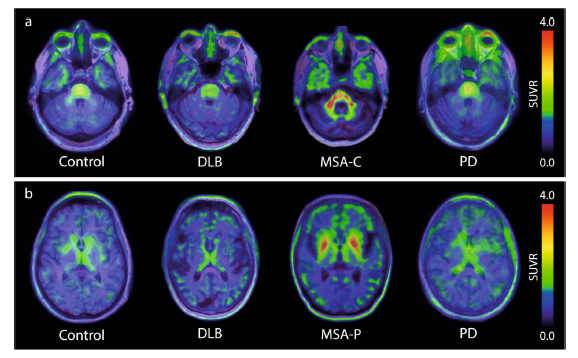 a
4.0
SUVR
0.0
Control DLB MSA-C PD
b
4.0
SUVR
0.0
Control DLB MSA-P PD